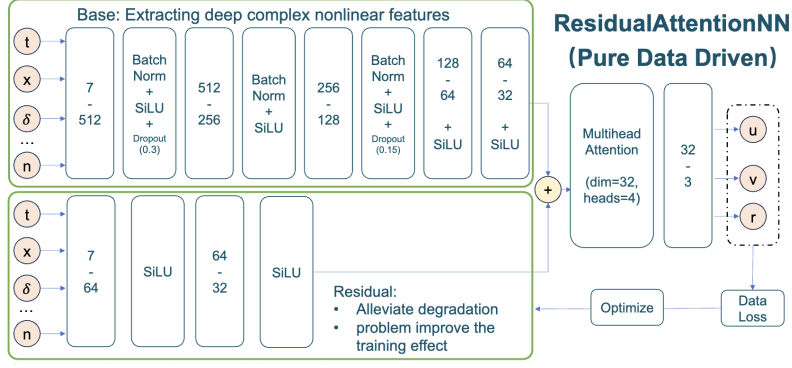 Base: Extracting deep complex nonlinear features
ResidualAttentionNN
(Pure Data Driven)
t
x
δ
...
n
7
-
512
Batch
Norm
+
SiLU
+
Dropout
(0.3)
512
-
256
Batch
Norm
+
SiLU
256
-
128
Batch
Norm
+
SiLU
+
Dropout
(0.15)
128
-
64
+
SiLU
64
-
32
+
SiLU
+
Multihead
Attention
(dim=32,
heads=4)
32
-
3
u
v
r
t
x
δ
...
n
7
-
64
SiLU
64
-
32
SiLU
Residual:
• Alleviate degradation
• problem improve the
training effect
Optimize
Data
Loss